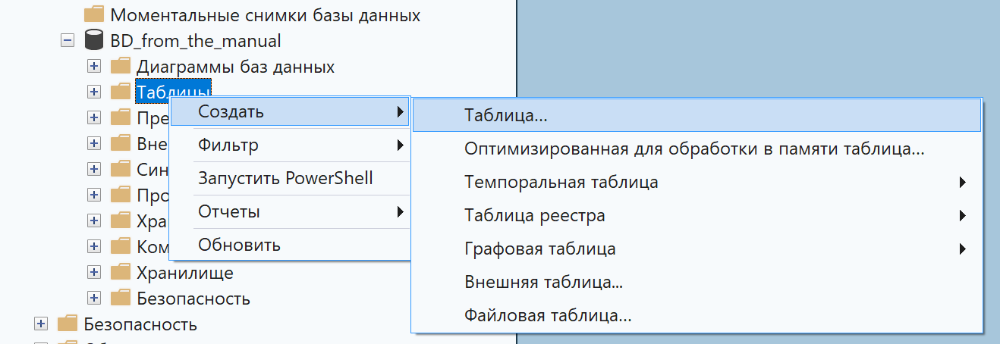 Моментальные снимки базы данных
BD_from_the_manual
Диаграммы баз данных
Таблицы
Пре
Вне
Син
Про
Хра
Ком
Хранилище
Безопасность
Безопасность
Создать
Фильтр
Запустить PowerShell
Отчеты
Обновить
Таблица...
Оптимизированная для обработки в памяти таблица...
Темпоральная таблица
Таблица реестра
Графовая таблица
Внешняя таблица...
Файловая таблица...